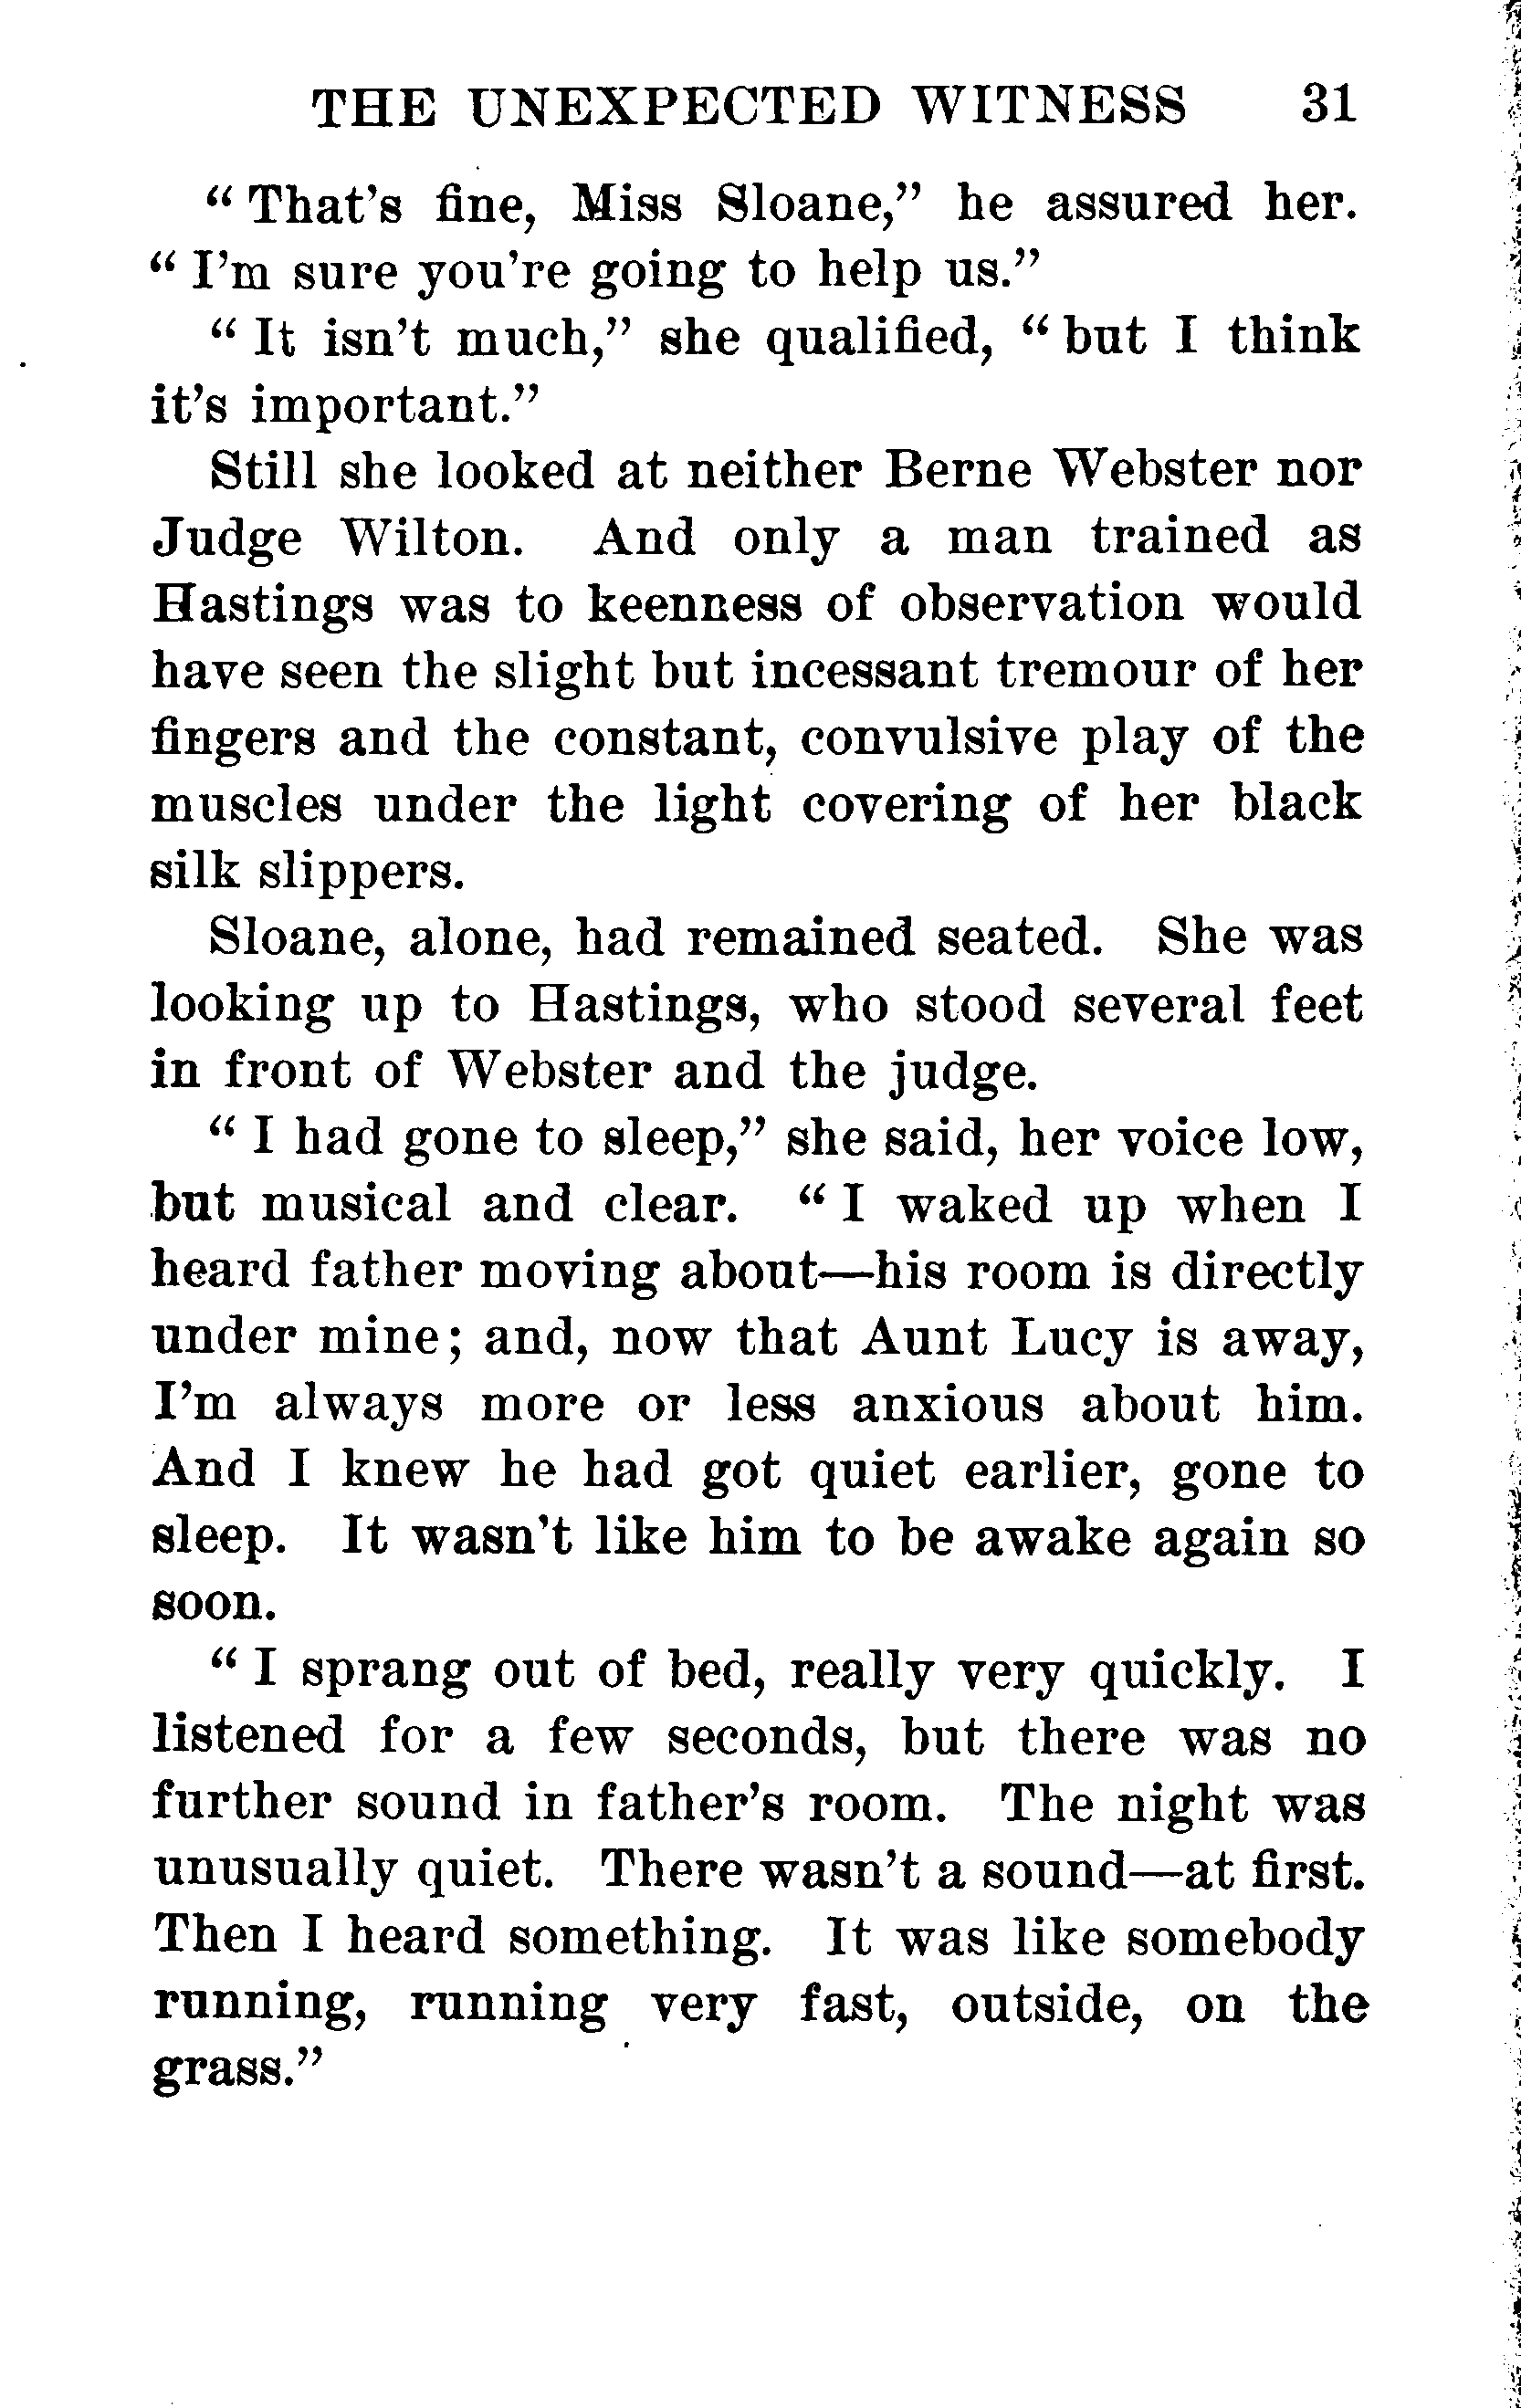 THE UNEXPECTED WITNESS 31
“ That’s fine, Miss Sloane,” he assured her.
“ I’m sure you’re going to help us.”
“ It isn’t much,” she qualified, “ but I think
it’s important.”
Still she looked at neither Berne Webster nor
Judge Wilton. And only a man trained as
Hastings was to keenness of observation would
have seen the slight but incessant tremour of her
fingers and the constant, convulsive play of the
muscles under the light covering of her black
silk slippers.
Sloane, alone, had remained seated. She was
looking up to Hastings, who stood several feet
in front of Webster and the judge.
“ I had gone to sleep,” she said, her voice low,
but musical and clear. “ I waked up when I
heard father moving about—his room is directly
under mine; and, now that Aunt Lucy is away,
I’m always more or less anxious about him.
And I knew he had got quiet earlier, gone to
sleep. It wasn’t like him to be awake again so
soon.
“ I sprang out of bed, really very quickly. I
listened for a few seconds, but there was no
further sound in father’s room. The night was
unusually quiet. There wasn’t a sound—at first.
Then I heard something. It was like somebody
running, running very fast, outside, on the
grass.”